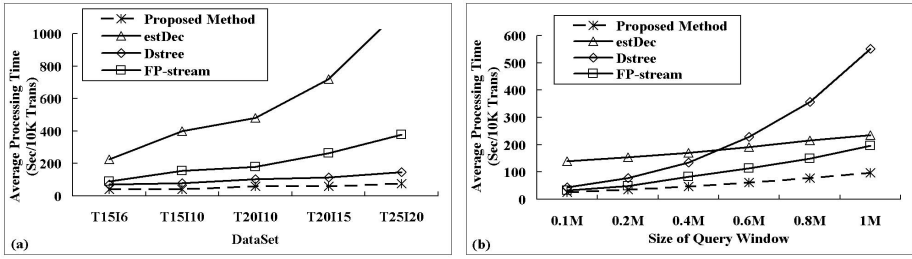 Proposed Method
estDec
Dstree
FP-stream
Average Processing Time
(Sec/10K Trans)
1000
800
600
400
200
0
T15I6 T15I10 T20I10 T20I15 T25I20
DataSet
(a)
Proposed Method
estDec
Dstree
FP-stream
Average Processing Time
(Sec/10K Trans)
600
500
400
300
200
100
0
0.1M 0.2M 0.4M 0.6M 0.8M 1M
Size of Query Window
(b)